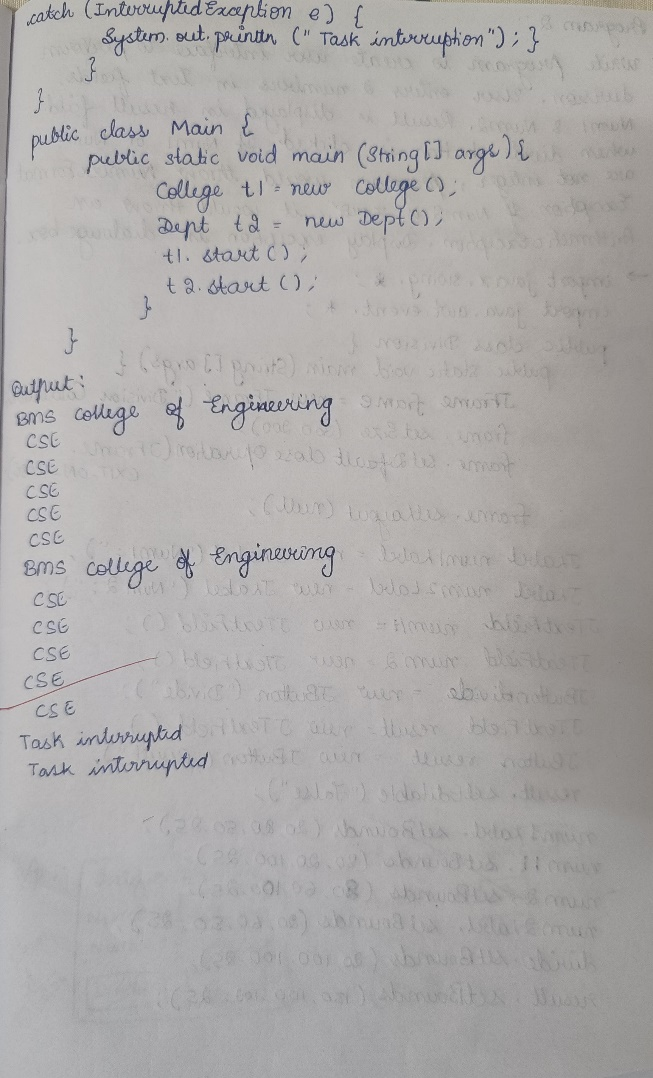 catch (InterruptedException e) {
System.out.println ("Task interruption"); }
}
}
public class Main {
public static void main (String[] args) {
College t1 = new College();
Dept t2 = new Dept();
t1. start();
t2. start();
}
}
Output:
BMS college of Engineering
CSE
CSE
CSE
CSE
CSE
BMS college of Engineering
CSE
CSE
CSE
CSE
CSE
Task interrupted
Task interrupted